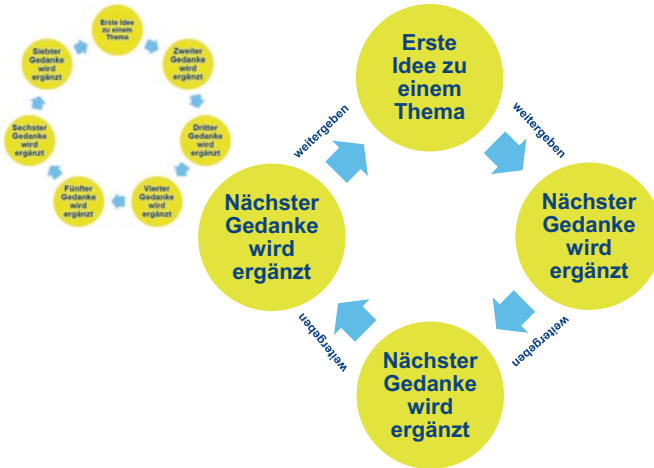 Erste Idee
zu einem
Thema
Zweiter
Gedanke
wird
ergänzt
Dritter
Gedanke
wird
ergänzt
Vierter
Gedanke
wird
ergänzt
Fünfter
Gedanke
wird
ergänzt
Sechster
Gedanke
wird
ergänzt
Siebter
Gedanke
wird
ergänzt
Erste
Idee zu
einem
Thema
weitergeben
Nächster
Gedanke
wird
ergänzt
weitergeben
Nächster
Gedanke
wird
ergänzt
weitergeben
Nächster
Gedanke
wird
ergänzt
weitergeben